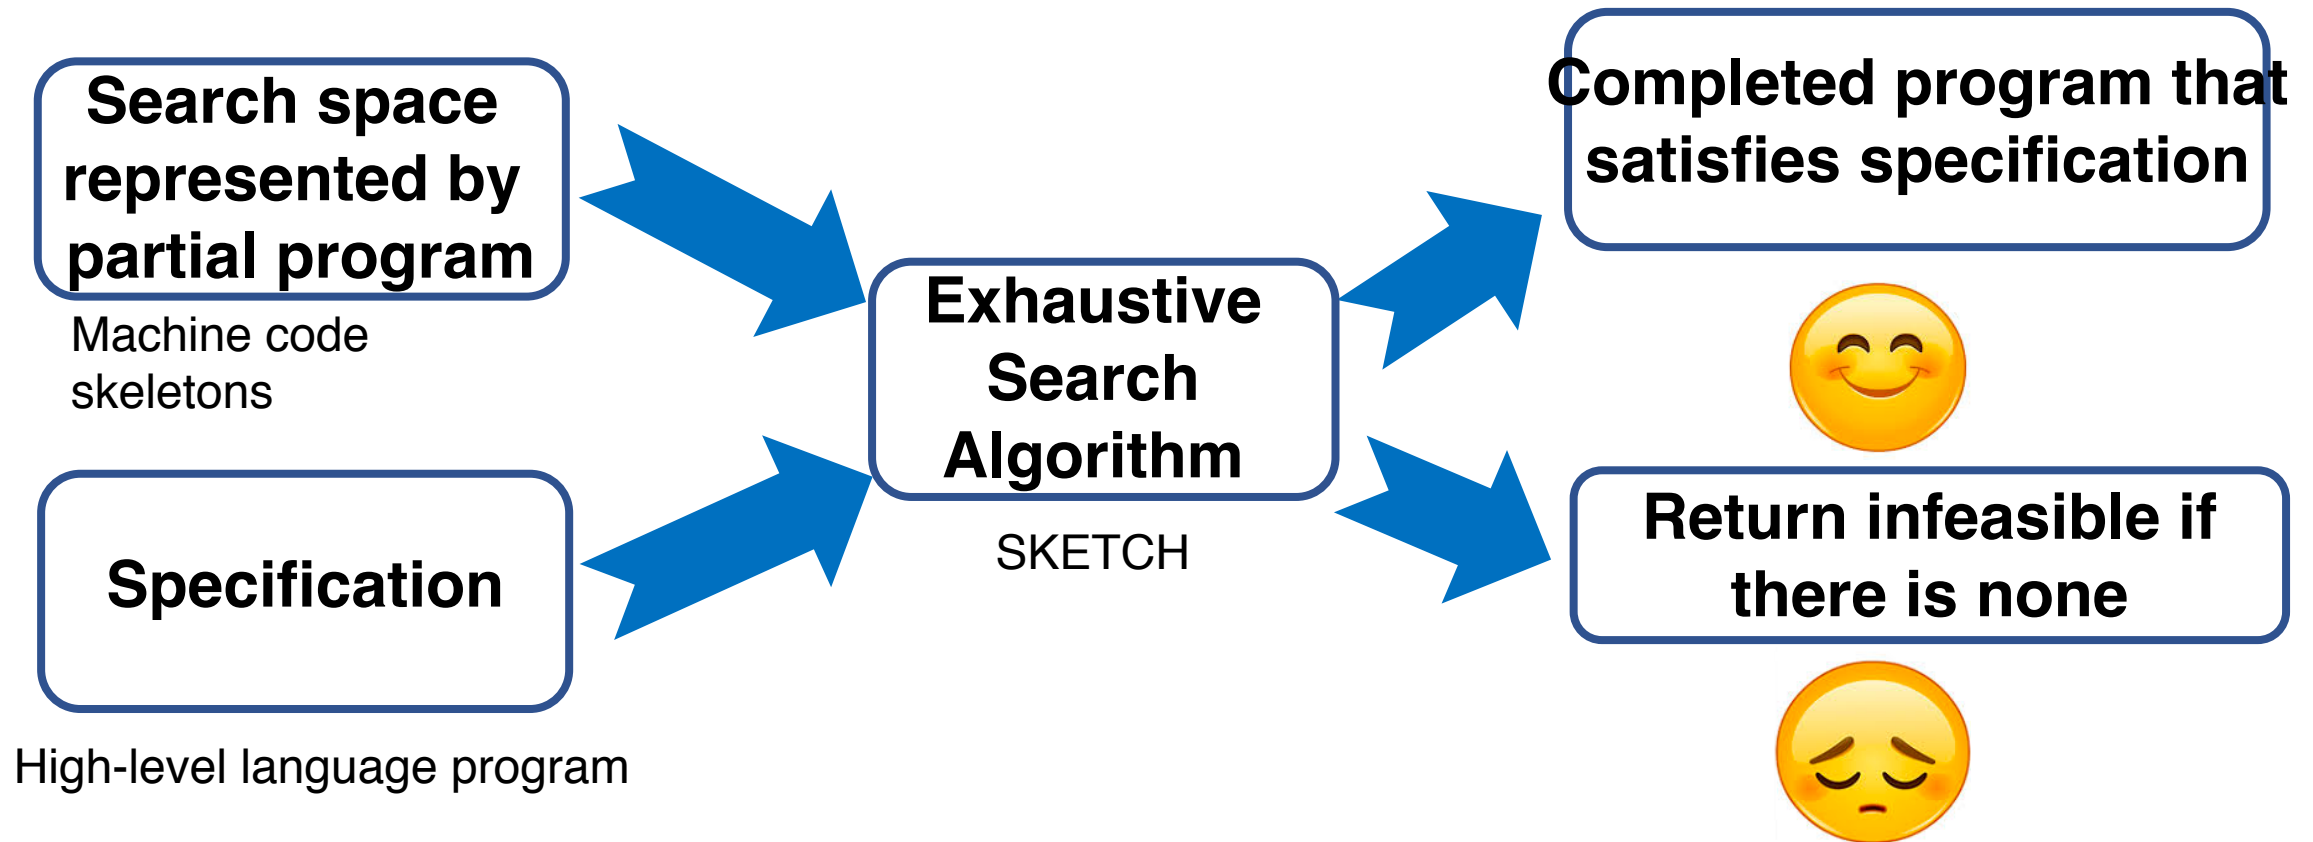 Search space
represented by
partial program
Machine code
skeletons
Specification
High-level language program
Exhaustive
Search
Algorithm
SKETCH
Completed program that
satisfies specification
Return infeasible if
there is none